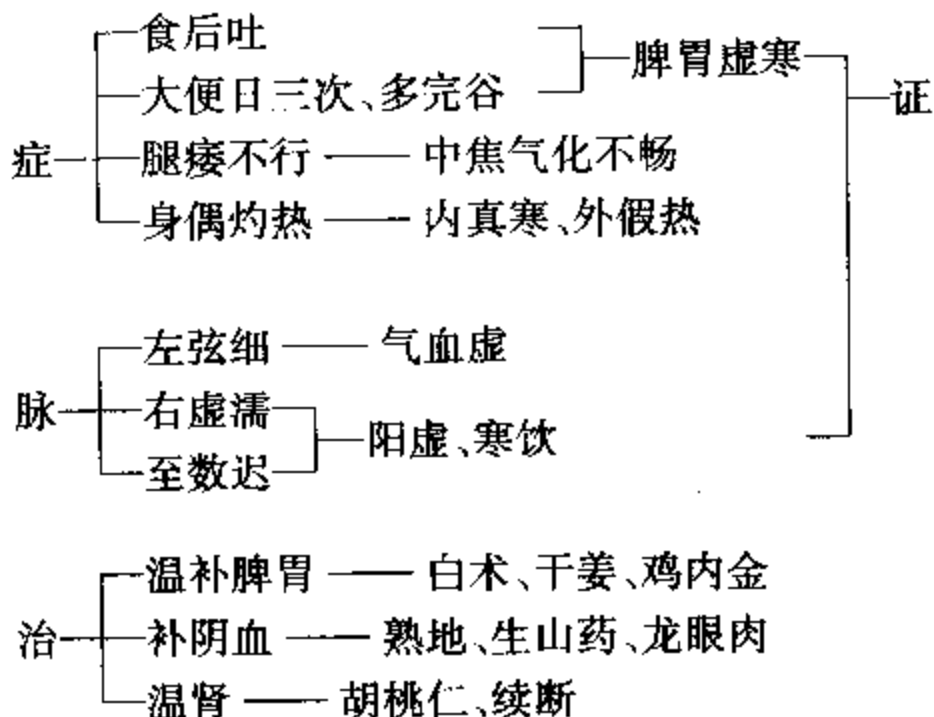 食后吐
脾胃虚寒
大便日三次、多完谷
证
症
腿痿不行 中焦气化不畅
身偶灼热 内真寒、外假热
左弦细 气血虚
脉
右虚濡
阳虚、寒饮
至数迟
温补脾胃 白术、干姜、鸡内金
治
补阴血 熟地、生山药、龙眼肉
温肾 胡桃仁、续断